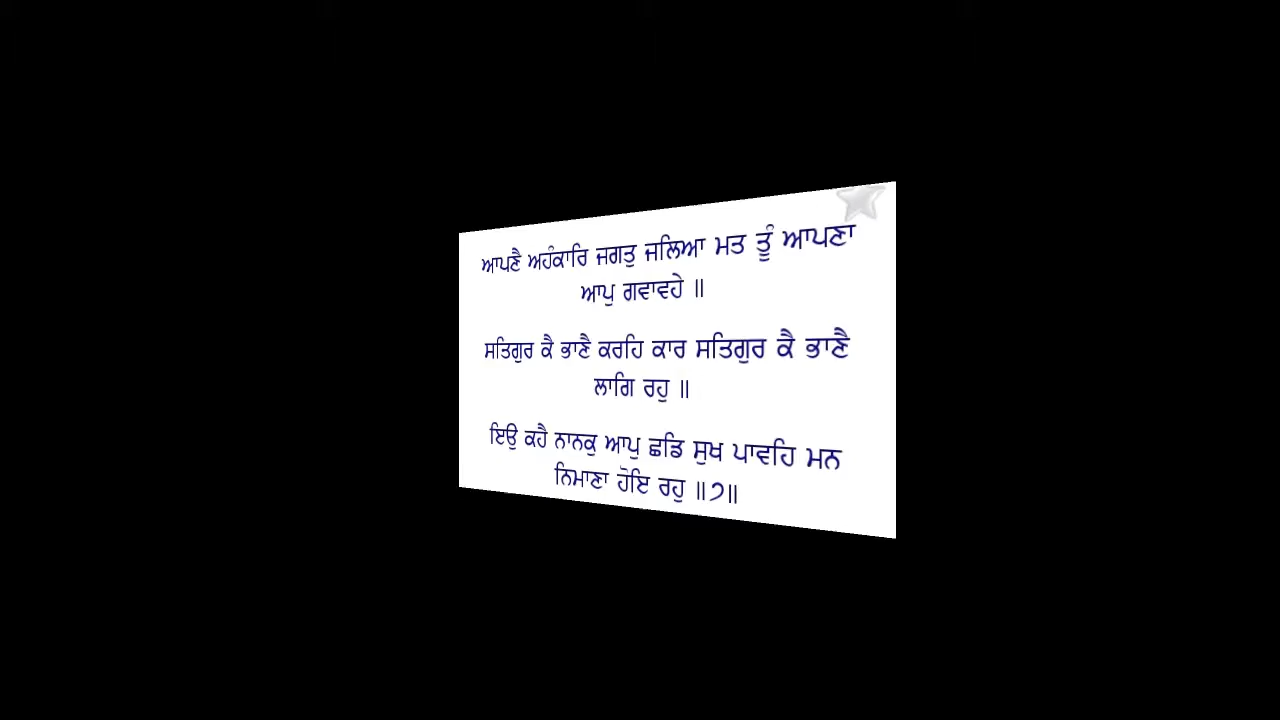 ਆਪਣੈ ਅਹੰਕਾਰਿ ਜਗਤੁ ਜਲਿਆ ਮਤ ਤੂੰ ਆਪਣਾ
ਆਪੁ ਗਵਾਵਹੇ ॥
ਸਤਿਗੁਰ ਕੈ ਭਾਣੈ ਕਰਹਿ ਕਾਰ ਸਤਿਗੁਰ ਕੈ ਭਾਣੈ
ਲਾਗਿ ਰਹੁ ॥
ਇਉ ਕਹੈ ਨਾਨਕੁ ਆਪੁ ਛਡਿ ਸੁਖ ਪਾਵਹਿ ਮਨ
ਨਿਮਾਣਾ ਹੋਇ ਰਹੁ ॥੭॥